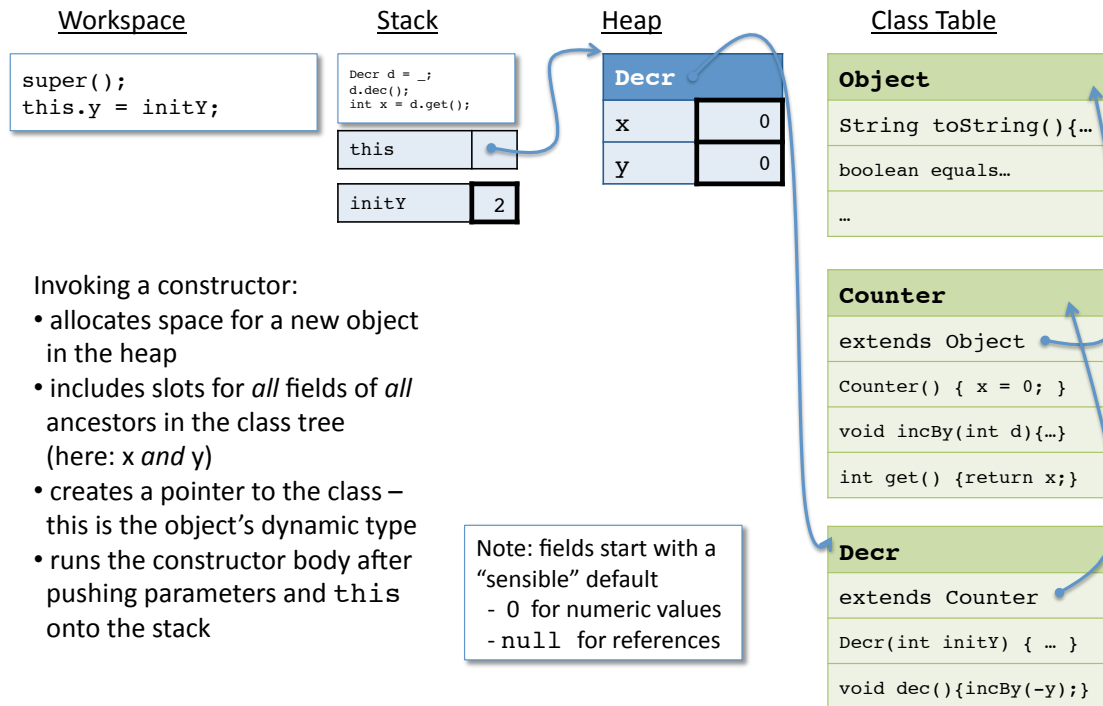 Workspace
Stack
Heap
Class Table
super();
this.y = initY;
Decr d = _;
d.dec();
int x = d.get();
this
initY
2
Decr
x
0
y
0
Object
String toString(){…
boolean equals…
…
Counter
extends Object
Counter() { x = 0; }
void incBy(int d){…}
int get() {return x;}
Decr
extends Counter
Decr(int initY) { … }
void dec(){incBy(-y);}
Invoking a constructor:
• allocates space for a new object
in the heap
• includes slots for all fields of all
ancestors in the class tree
(here: x and y)
• creates a pointer to the class –
this is the object's dynamic type
• runs the constructor body after
pushing parameters and this
onto the stack
Note: fields start with a
“sensible” default
- 0 for numeric values
- null for references